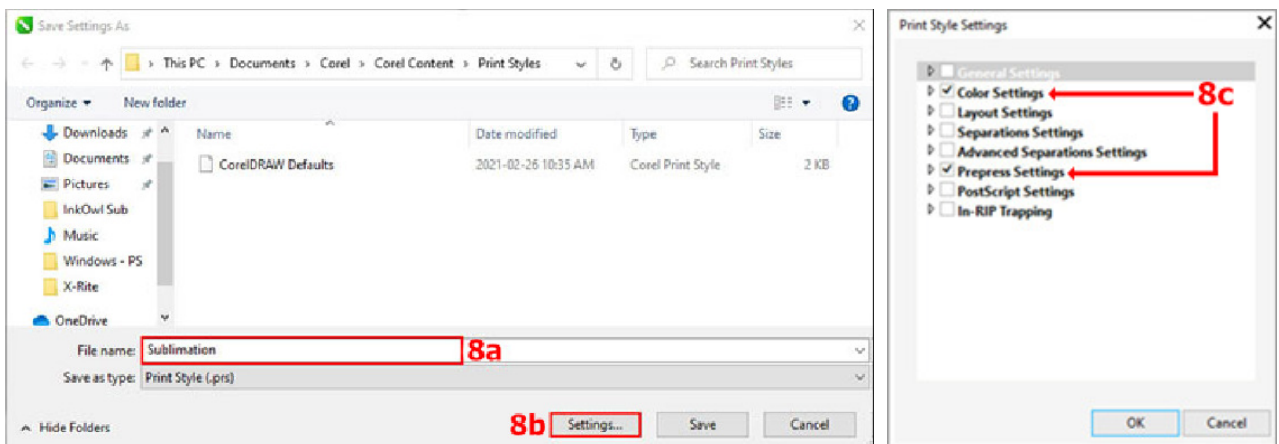 Save Settings As
This PC > Documents > Corel > Corel Content > Print Styles
Search Print Styles
Organize
New folder
Downloads
Documents
Pictures
InkOwl Sub
Music
Windows - PS
X-Rite
OneDrive
Name Date modified Type Size
CorelDRAW Defaults 2021-02-26 10:35 AM Corel Print Style 2 KB
File name: Sublimation
8a
Save as type: Print Style (.prs)
Hide Folders
8b
Settings...
Save
Cancel
Print Style Settings
General Settings
Color Settings
8c
Layout Settings
Separations Settings
Advanced Separations Settings
Prepress Settings
PostScript Settings
In-RIP Trapping
OK
Cancel